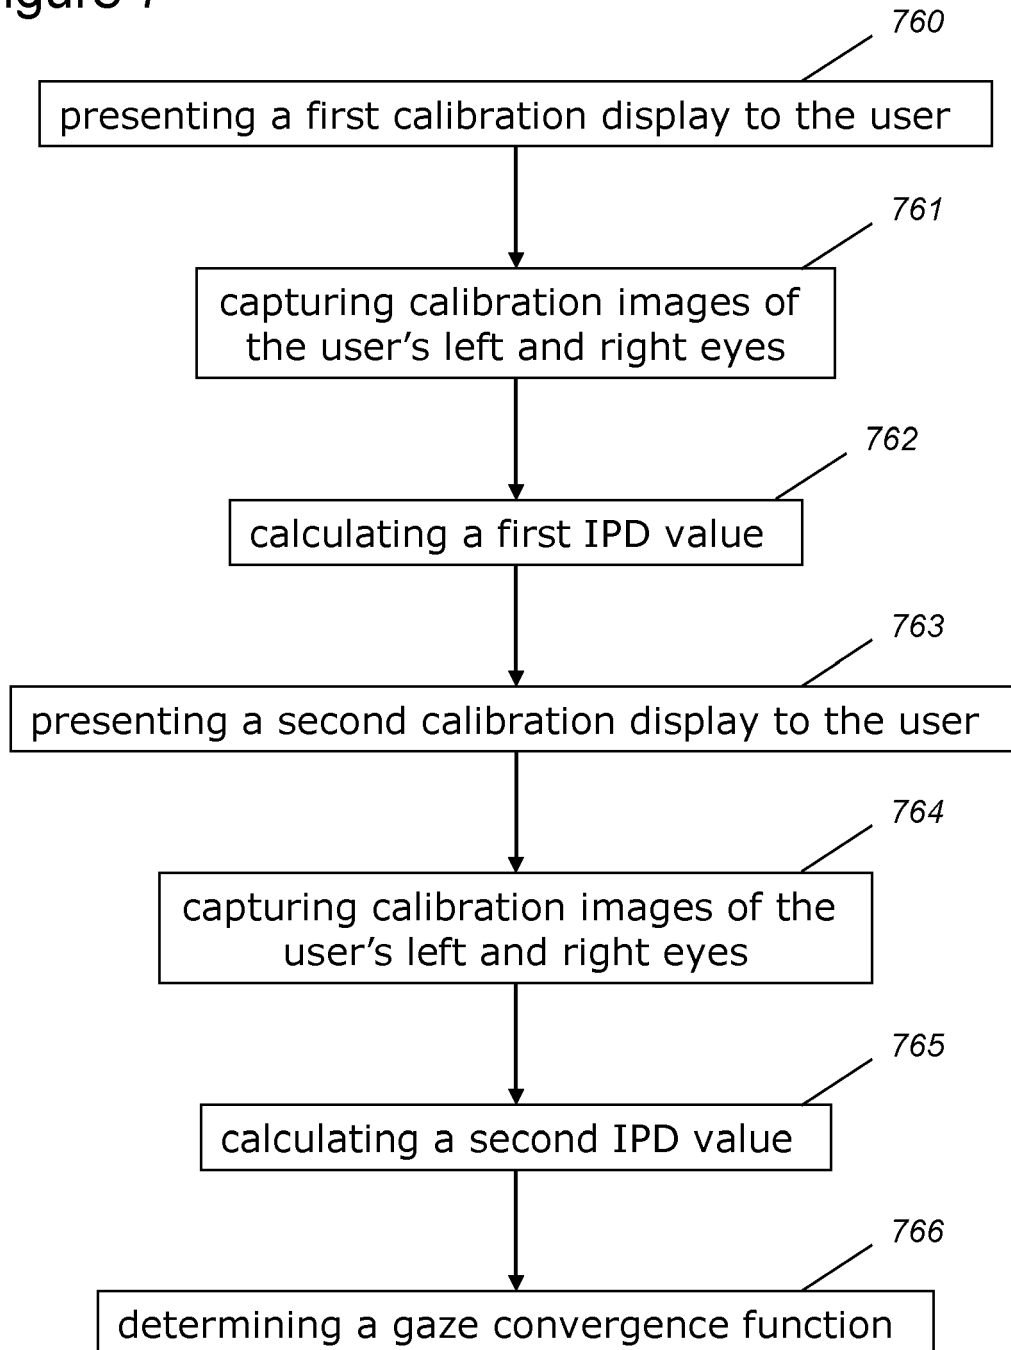 760
presenting a first calibration display to the user
761
capturing calibration images of
the user's left and right eyes
762
calculating a first IPD value
763
presenting a second calibration display to the user
764
capturing calibration images of the
user's left and right eyes
765
calculating a second IPD value
766
determining a gaze convergence function